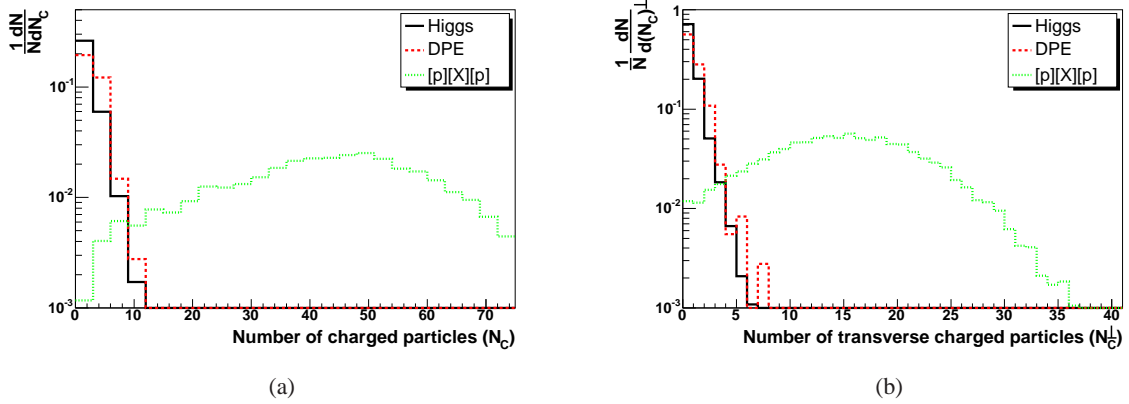 1 dN
N dN_C
Higgs
DPE
[p][X][p]
10^-1
10^-2
10^-3
0 10 20 30 40 50 60 70
Number of charged particles (N_C)
(a)
1 dN
N d(N_C)^⊥
Higgs
DPE
[p][X][p]
1
10^-1
10^-2
10^-3
0 5 10 15 20 25 30 35 40
Number of transverse charged particles (N_C^⊥)
(b)